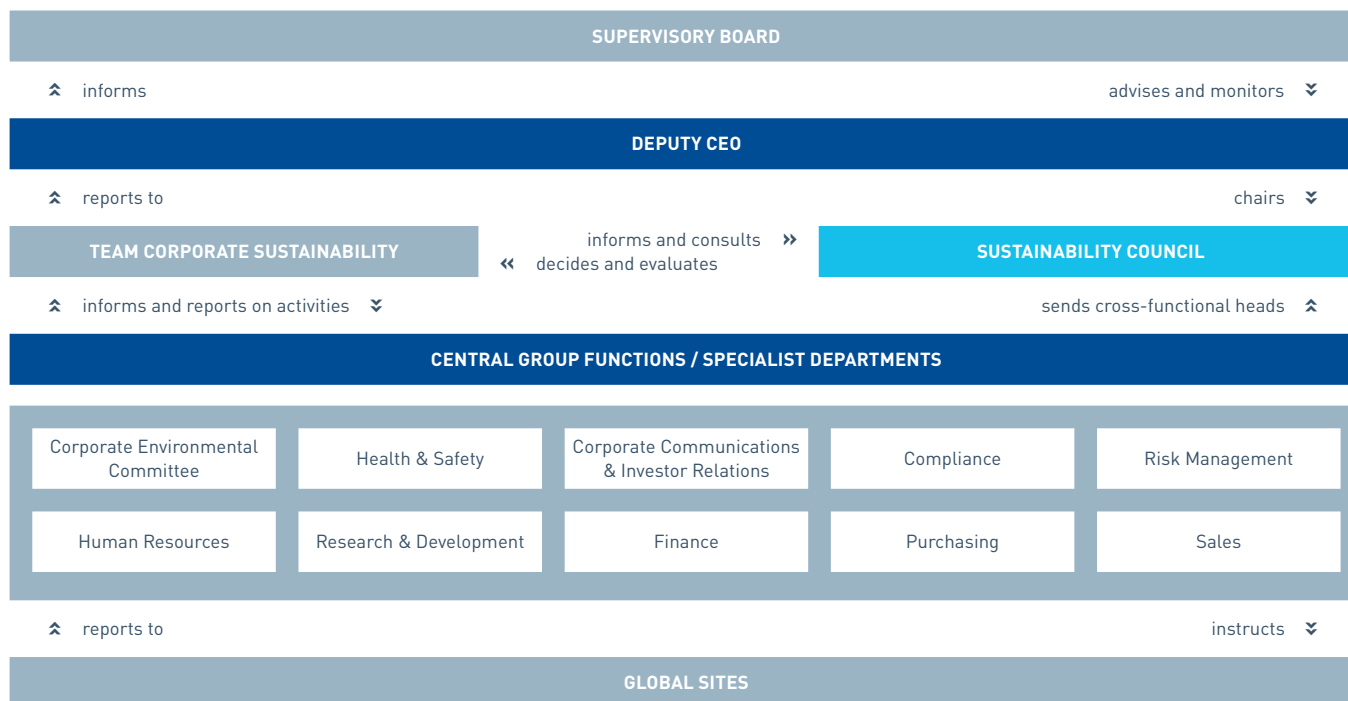 SUPERVISORY BOARD
informs
advises and monitors
DEPUTY CEO
reports to
chairs
TEAM CORPORATE SUSTAINABILITY
informs and consults
decides and evaluates
SUSTAINABILITY COUNCIL
informs and reports on activities
sends cross-functional heads
CENTRAL GROUP FUNCTIONS / SPECIALIST DEPARTMENTS
Corporate Environmental
Committee
Health & Safety
Corporate Communications
& Investor Relations
Compliance
Risk Management
Human Resources
Research & Development
Finance
Purchasing
Sales
reports to
instructs
GLOBAL SITES